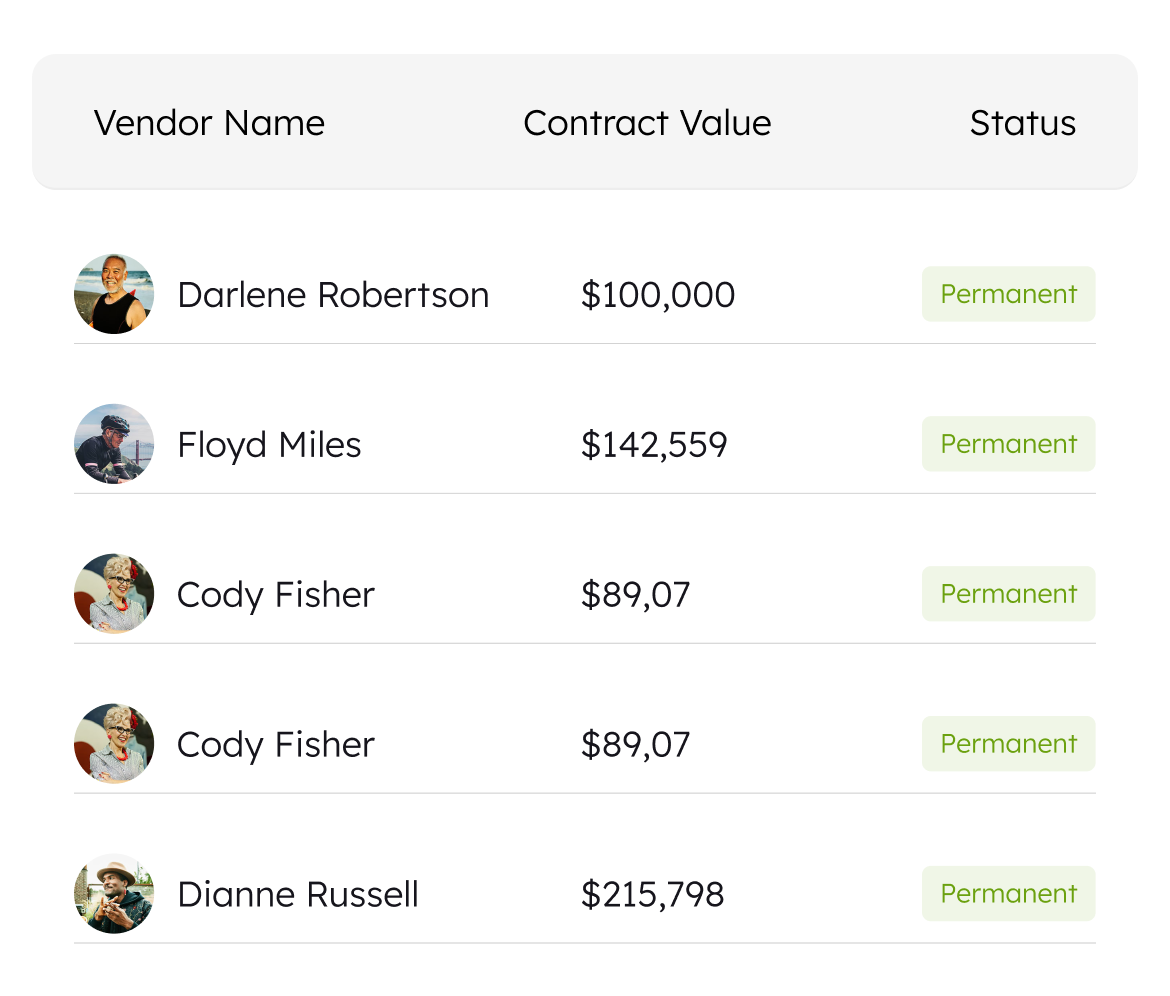 Vendor Name Contract Value Status
Darlene Robertson $100,000 Permanent
Floyd Miles $142,559 Permanent
Cody Fisher $89,07 Permanent
Cody Fisher $89,07 Permanent
Dianne Russell $215,798 Permanent